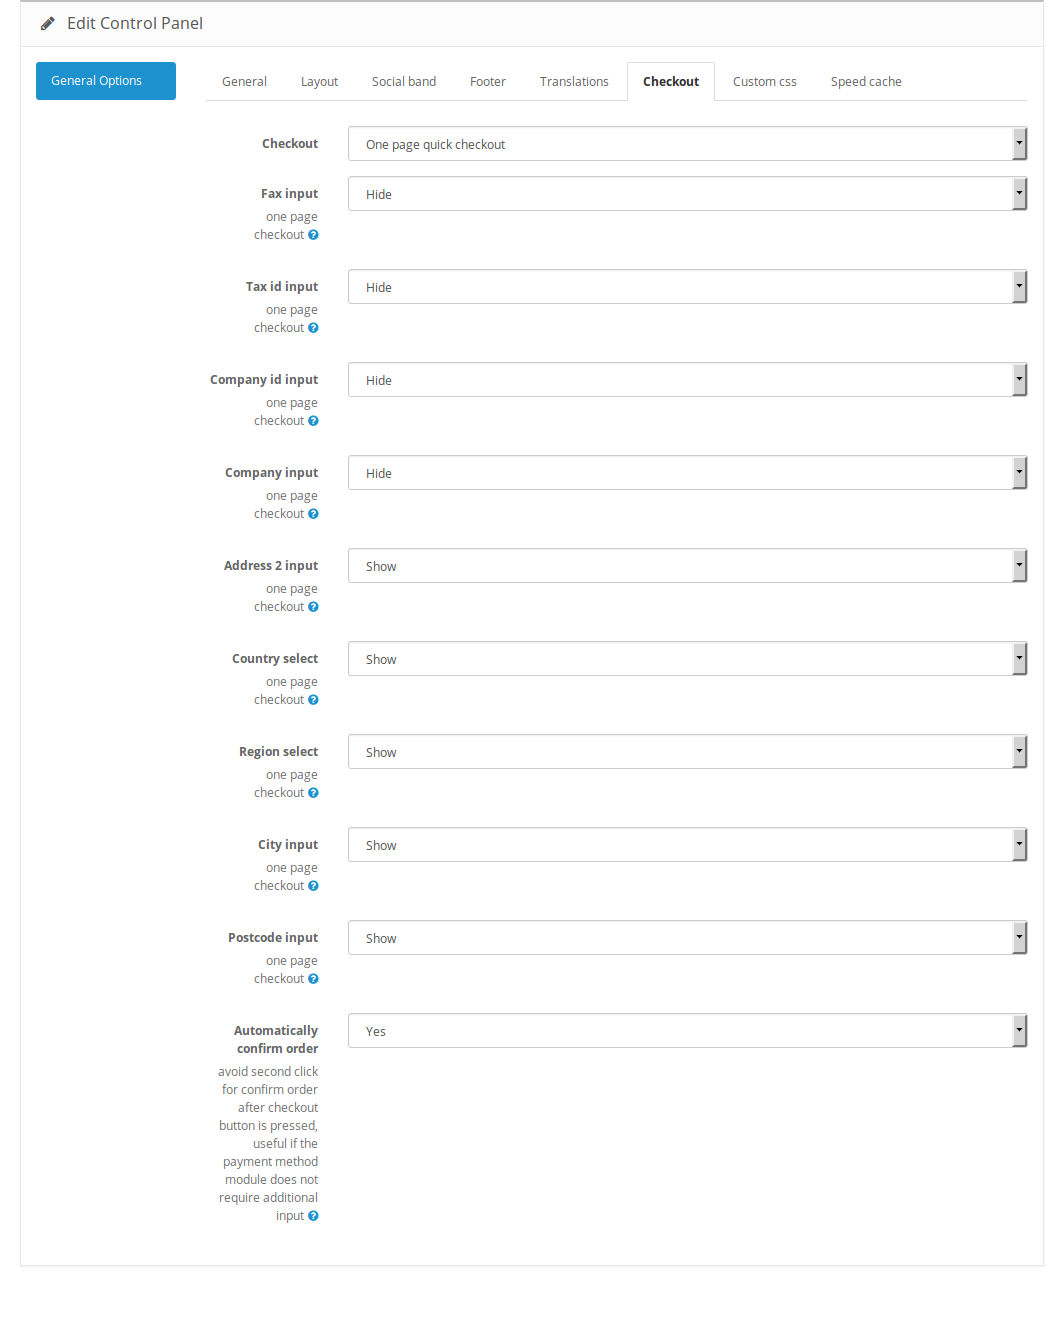 Edit Control Panel
General Options
General Layout Social band Footer Translations Checkout Custom css Speed cache
Checkout One page quick checkout
Fax input Hide
one page
checkout
Tax id input Hide
one page
checkout
Company id input Hide
one page
checkout
Company input Hide
one page
checkout
Address 2 input Show
one page
checkout
Country select Show
one page
checkout
Region select Show
one page
checkout
City input Show
one page
checkout
Postcode input Show
one page
checkout
Automatically Yes
confirm order
avoid second click
for confirm order
after checkout
button is pressed,
useful if the
payment method
module does not
require additional
input